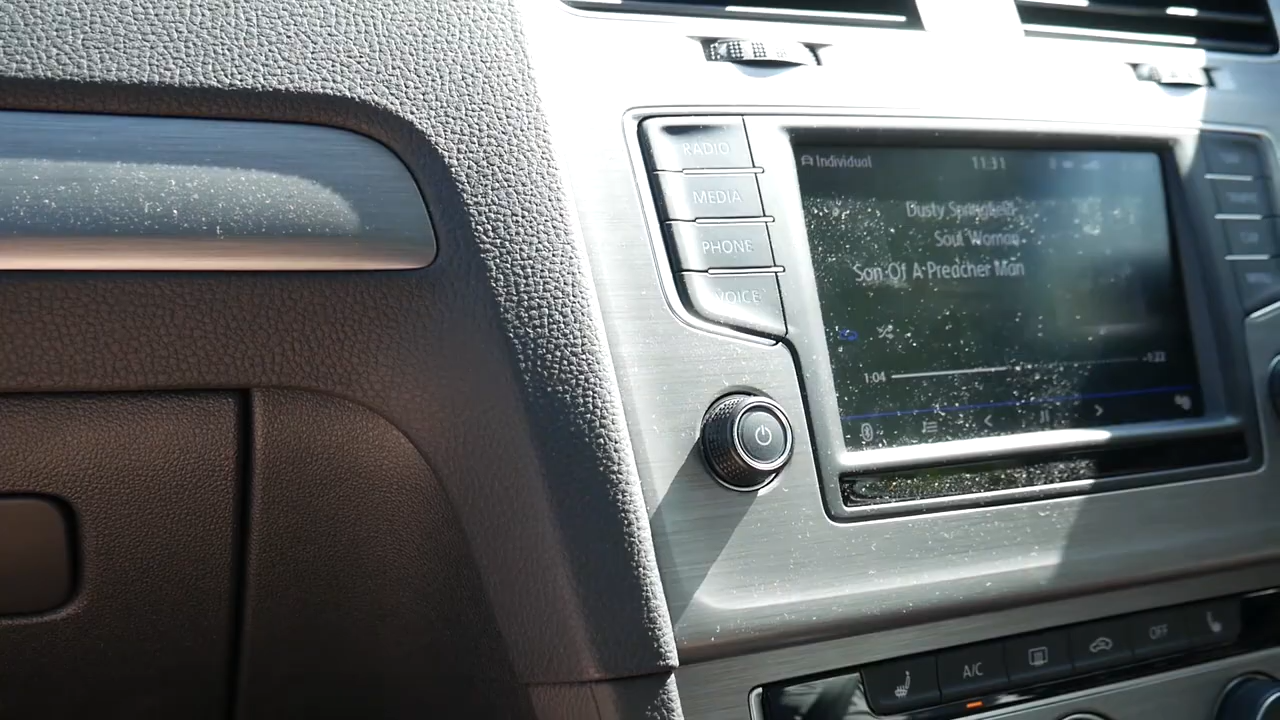 RADIO
MEDIA
PHONE
VOICE
Individual
11:31
Dusty Springfield
Soul Woman
Son Of A Preacher Man
1:04
A/C
OFF